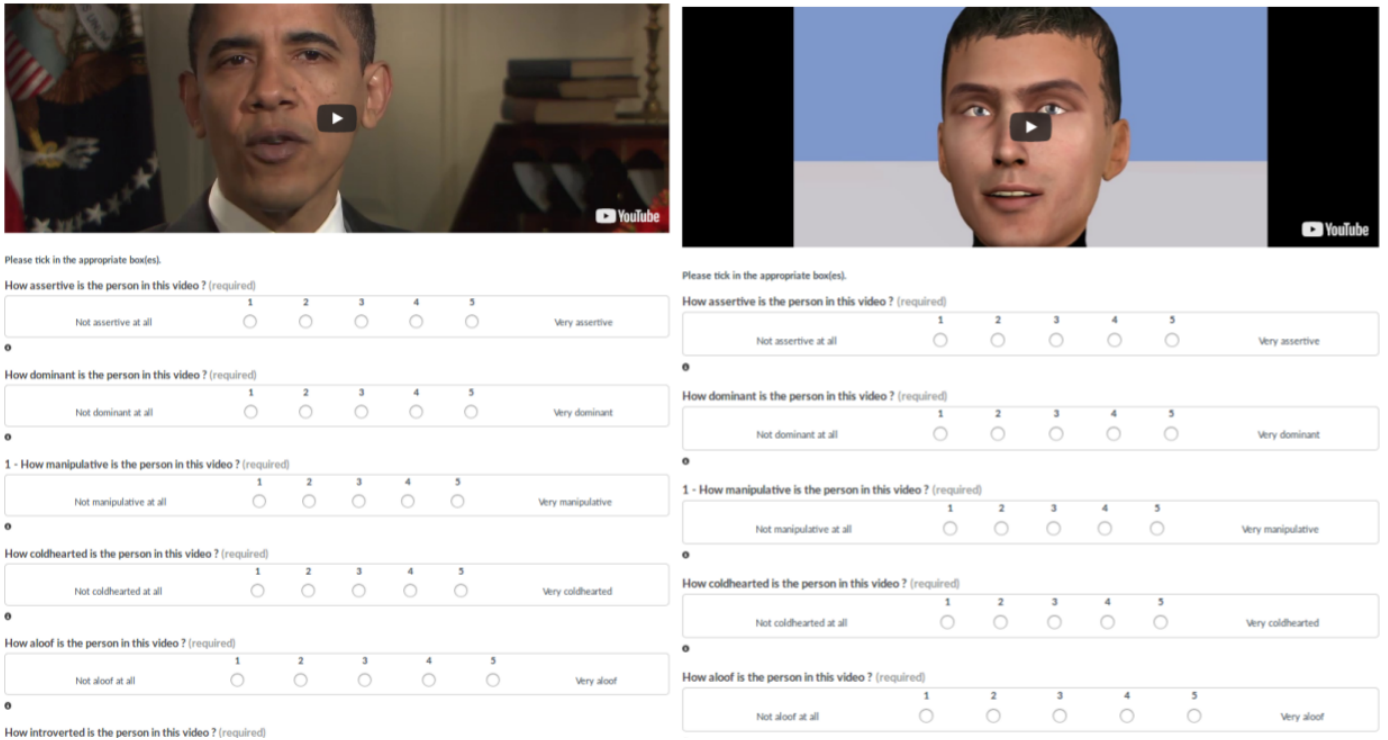 YouTube
Please tick in the appropriate box(es).
How assertive is the person in this video ? (required)
1 2 3 4 5
Not assertive at all Very assertive
How dominant is the person in this video ? (required)
1 2 3 4 5
Not dominant at all Very dominant
1 - How manipulative is the person in this video ? (required)
1 2 3 4 5
Not manipulative at all Very manipulative
How coldhearted is the person in this video ? (required)
1 2 3 4 5
Not coldhearted at all Very coldhearted
How aloof is the person in this video ? (required)
1 2 3 4 5
Not aloof at all Very aloof
How introverted is the person in this video ? (required)
YouTube
Please tick in the appropriate box(es).
How assertive is the person in this video ? (required)
1 2 3 4 5
Not assertive at all Very assertive
How dominant is the person in this video ? (required)
1 2 3 4 5
Not dominant at all Very dominant
1 - How manipulative is the person in this video ? (required)
1 2 3 4 5
Not manipulative at all Very manipulative
How coldhearted is the person in this video ? (required)
1 2 3 4 5
Not coldhearted at all Very coldhearted
How aloof is the person in this video ? (required)
1 2 3 4 5
Not aloof at all Very aloof